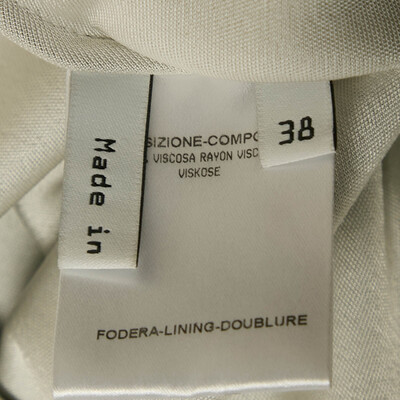 Made in
38
SIZIONE-COMPO
VISCOSA RAYON VISC
VISKOSE
FODERA-LINING-DOUBLURE